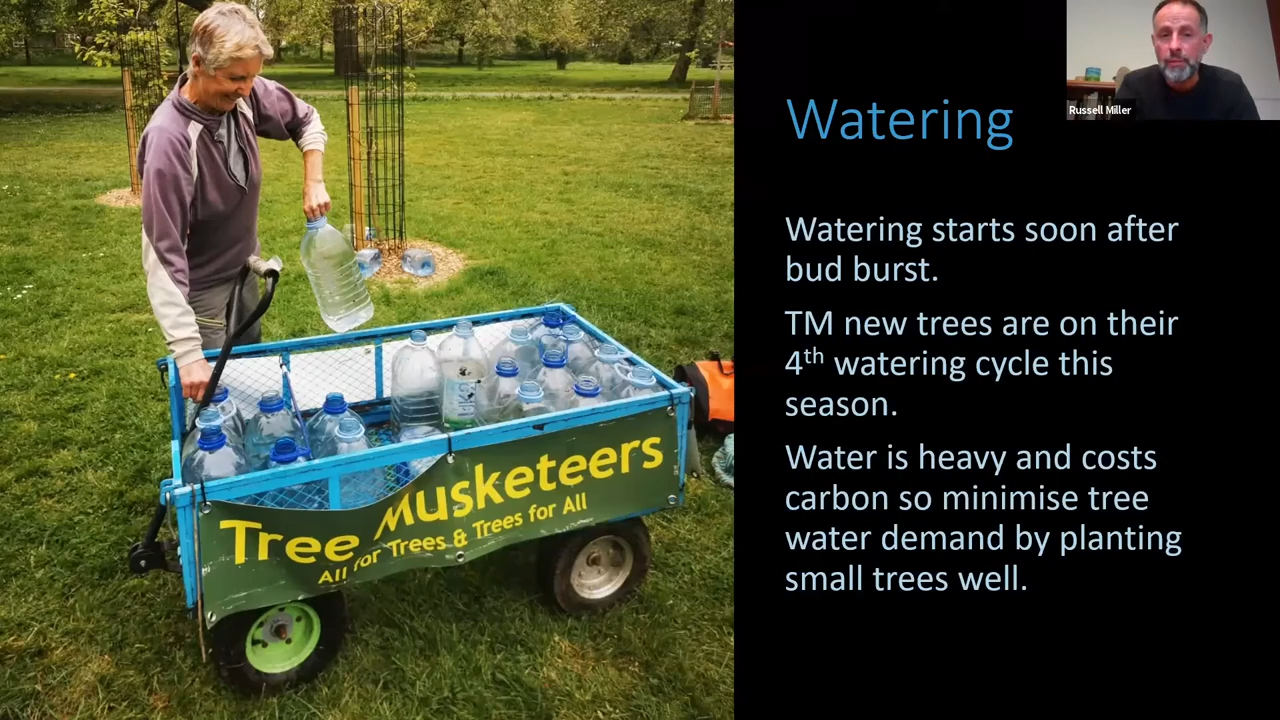 Watering
Russell Miller
Watering starts soon after
bud burst.
TM new trees are on their
4th watering cycle this
season.
Water is heavy and costs
carbon so minimise tree
water demand by planting
small trees well.
Tree Musketeers
All for Trees & Trees for All